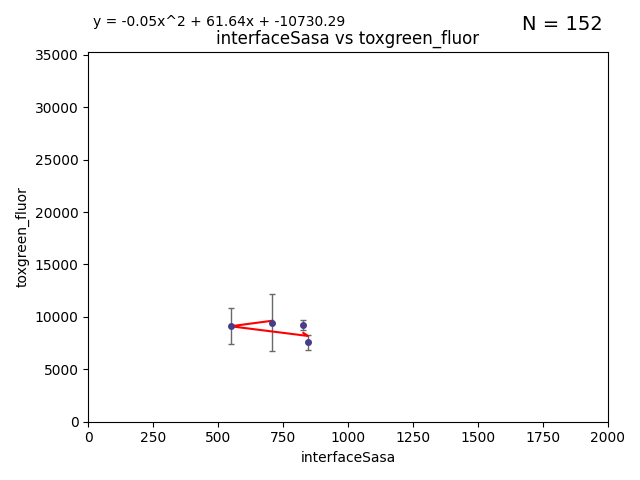 y = -0.05x^2 + 61.64x + -10730.29
N = 152
interfaceSasa vs toxgreen_fluor
35000
30000
25000
20000
15000
10000
5000
0
toxgreen_fluor
0 250 500 750 1000 1250 1500 1750 2000
interfaceSasa